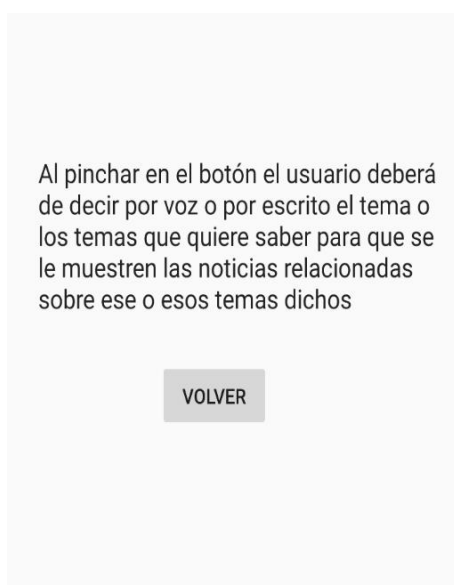 Al pinchar en el botón el usuario deberá
de decir por voz o por escrito el tema o
los temas que quiere saber para que se
le muestren las noticias relacionadas
sobre ese o esos temas dichos
VOLVER